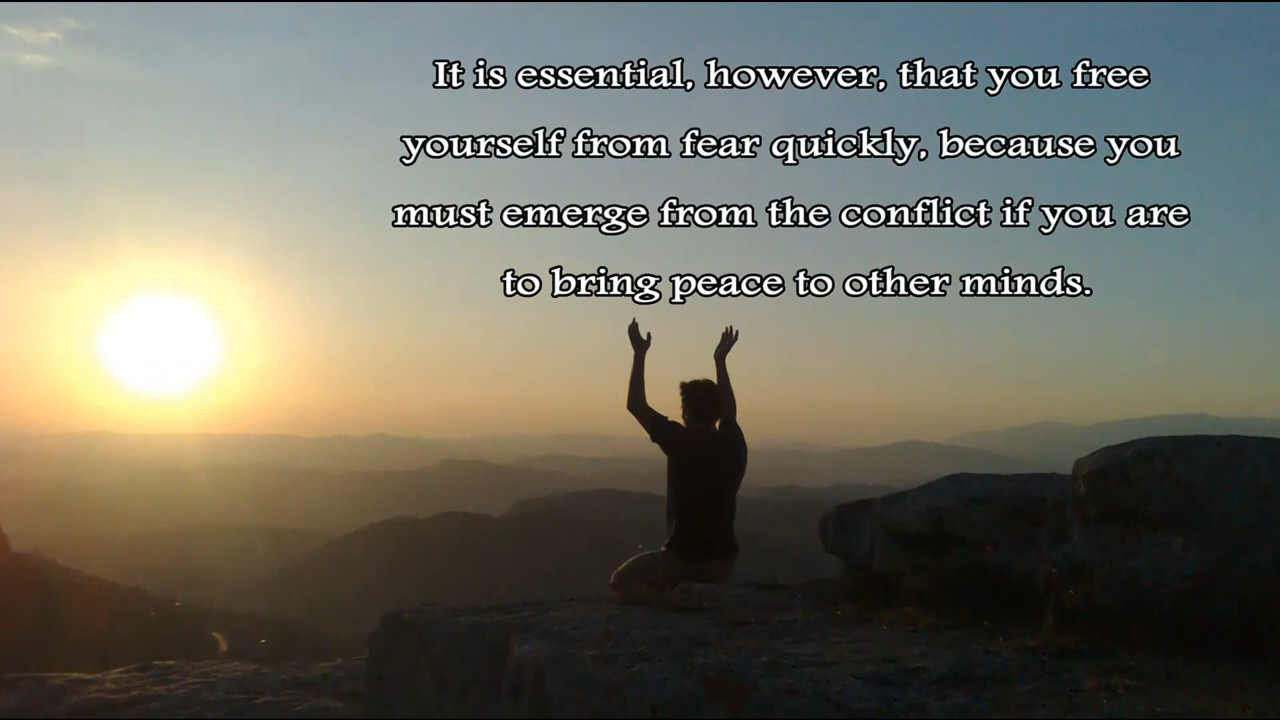 It is essential, however, that you free
yourself from fear quickly, because you
must emerge from the conflict if you are
to bring peace to other minds.